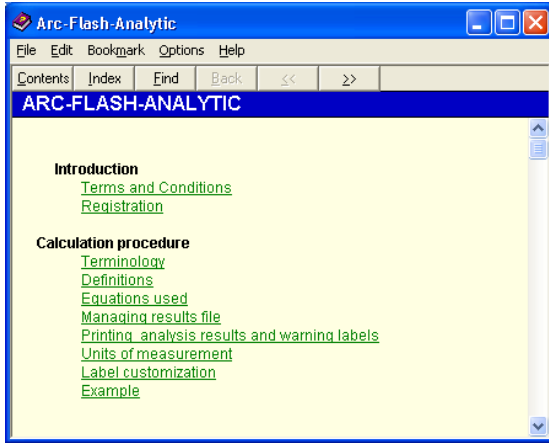 Arc-Flash-Analytic
File Edit Bookmark Options Help
Contents Index Find Back << >>
ARC-FLASH-ANALYTIC
Introduction
Terms and Conditions
Registration
Calculation procedure
Terminology
Definitions
Equations used
Managing results file
Printing analysis results and warning labels
Units of measurement
Label customization
Example